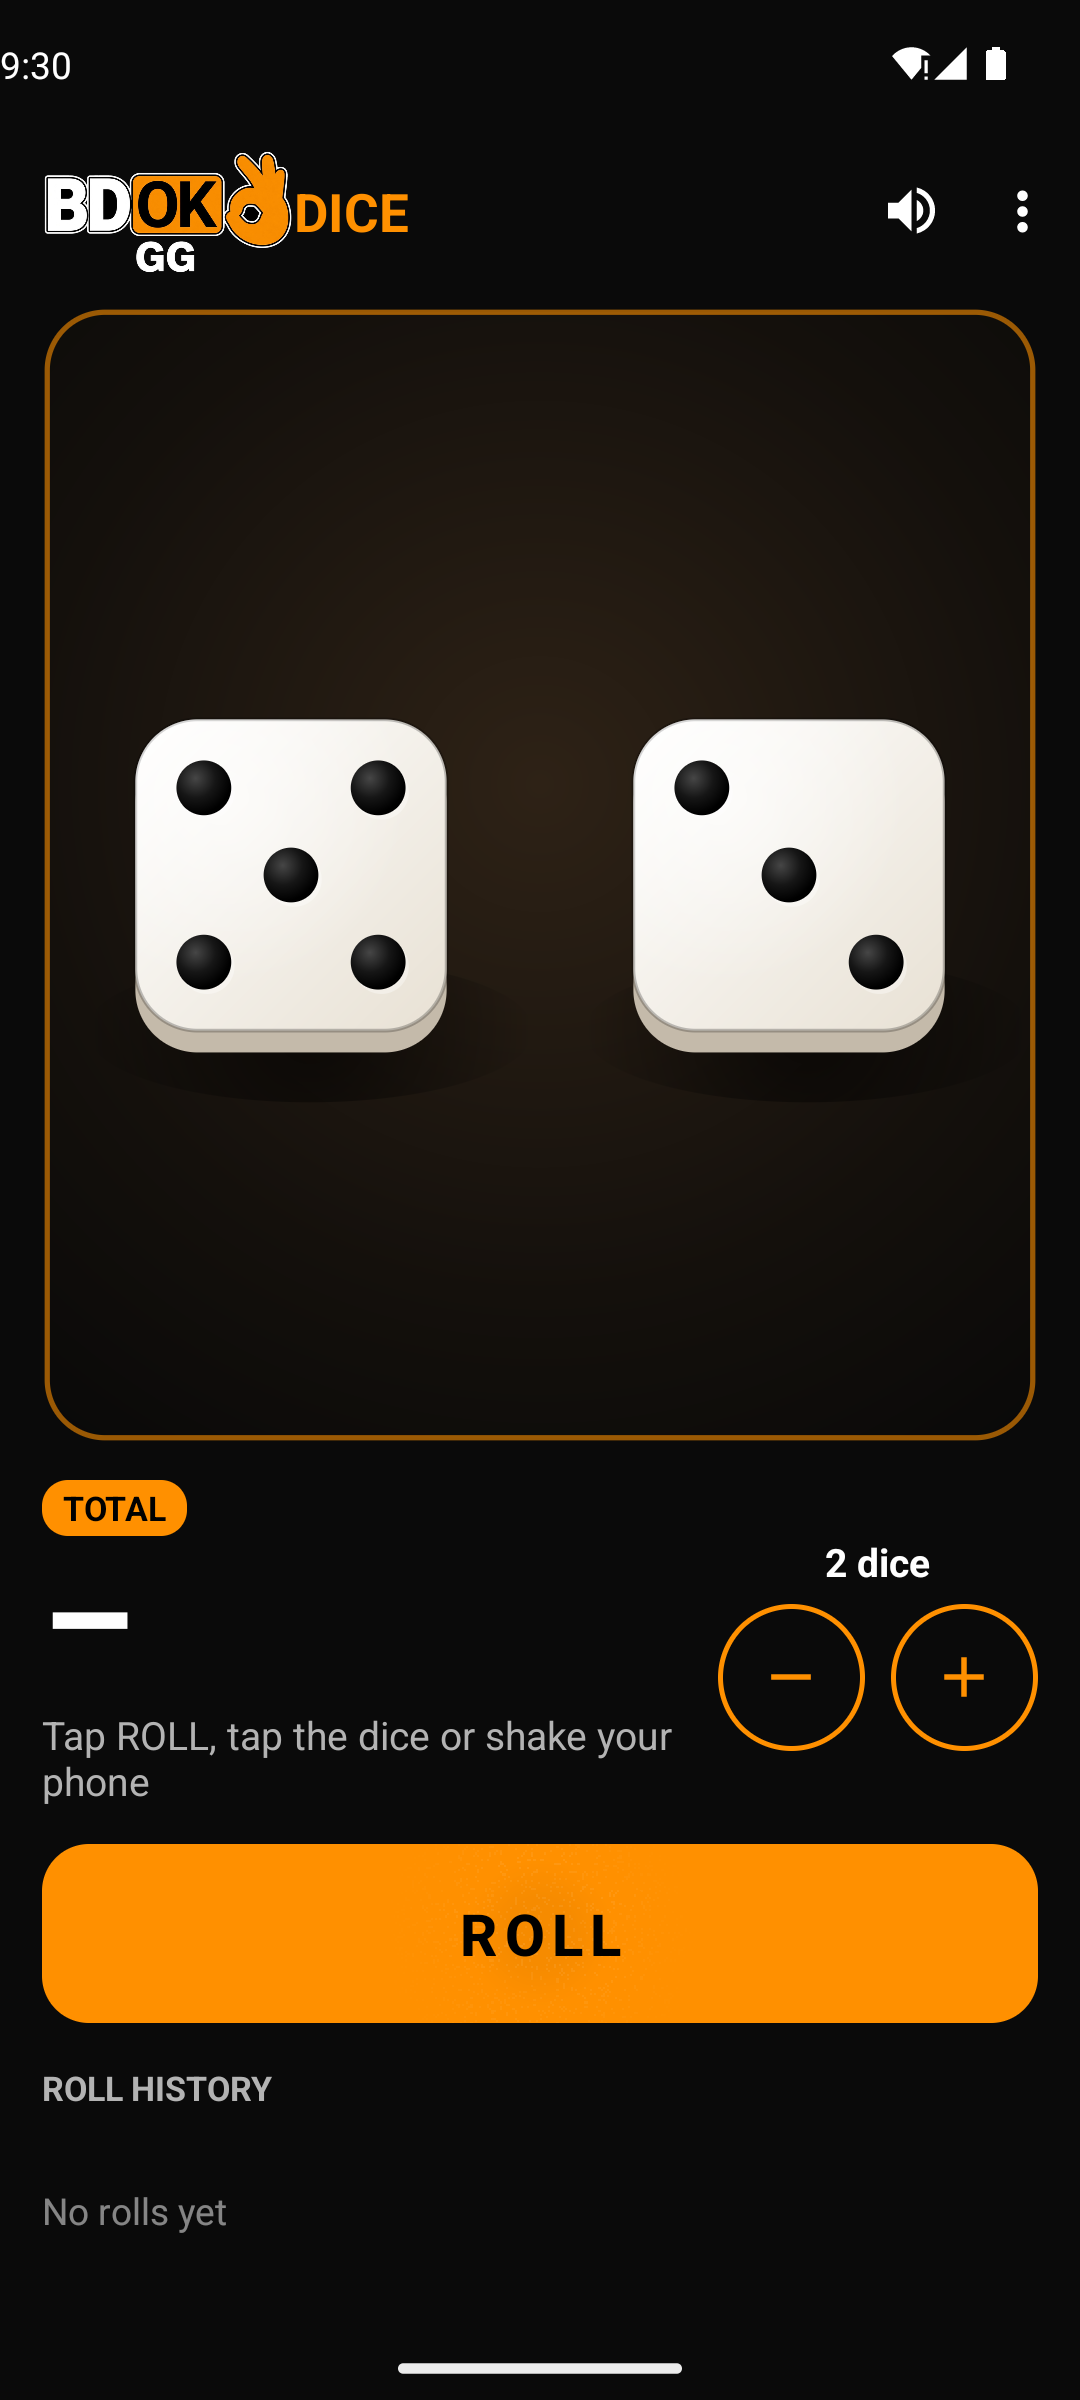 9:30
BDOK DICE
GG
TOTAL
2 dice
Tap ROLL, tap the dice or shake your
phone
ROLL
ROLL HISTORY
No rolls yet